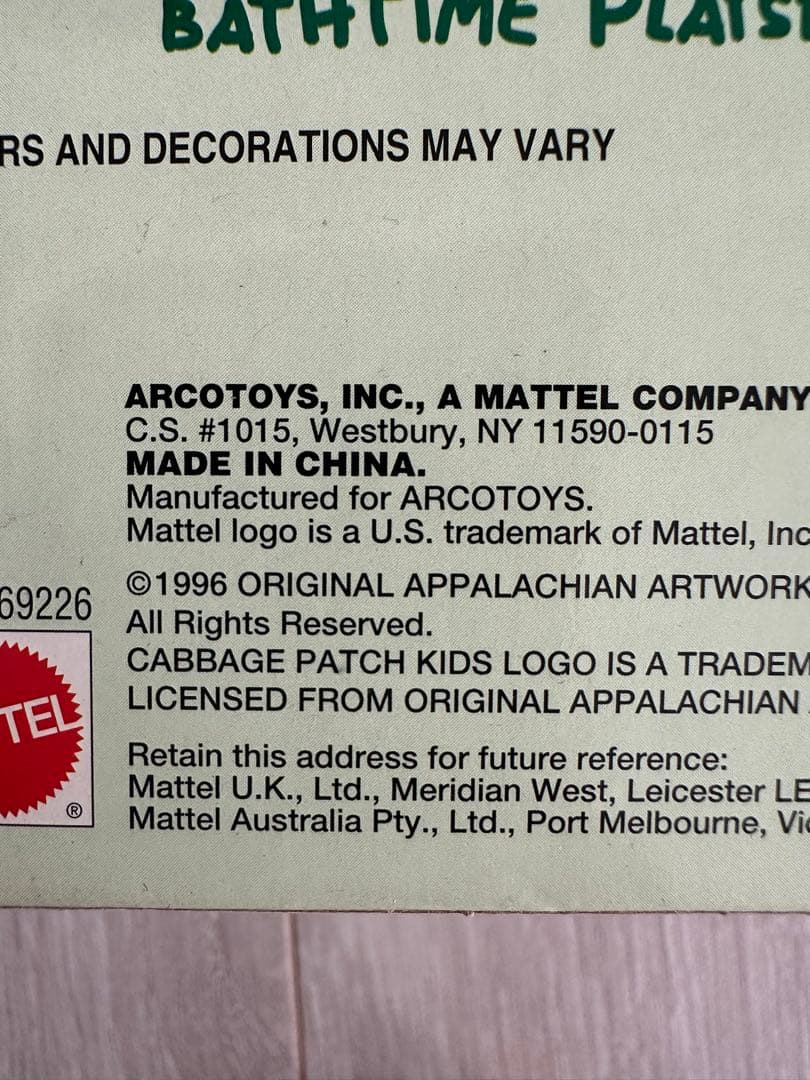 BATHTIME PLAYS
RS AND DECORATIONS MAY VARY
ARCOTOYS, INC., A MATTEL COMPANY
C.S. #1015, Westbury, NY 11590-0115
MADE IN CHINA.
Manufactured for ARCOTOYS.
Mattel logo is a U.S. trademark of Mattel, Inc
69226
©1996 ORIGINAL APPALACHIAN ARTWORK
All Rights Reserved.
CABBAGE PATCH KIDS LOGO IS A TRADEM
LICENSED FROM ORIGINAL APPALACHIAN
TEL
®
Retain this address for future reference:
Mattel U.K., Ltd., Meridian West, Leicester LE
Mattel Australia Pty., Ltd., Port Melbourne, Vic